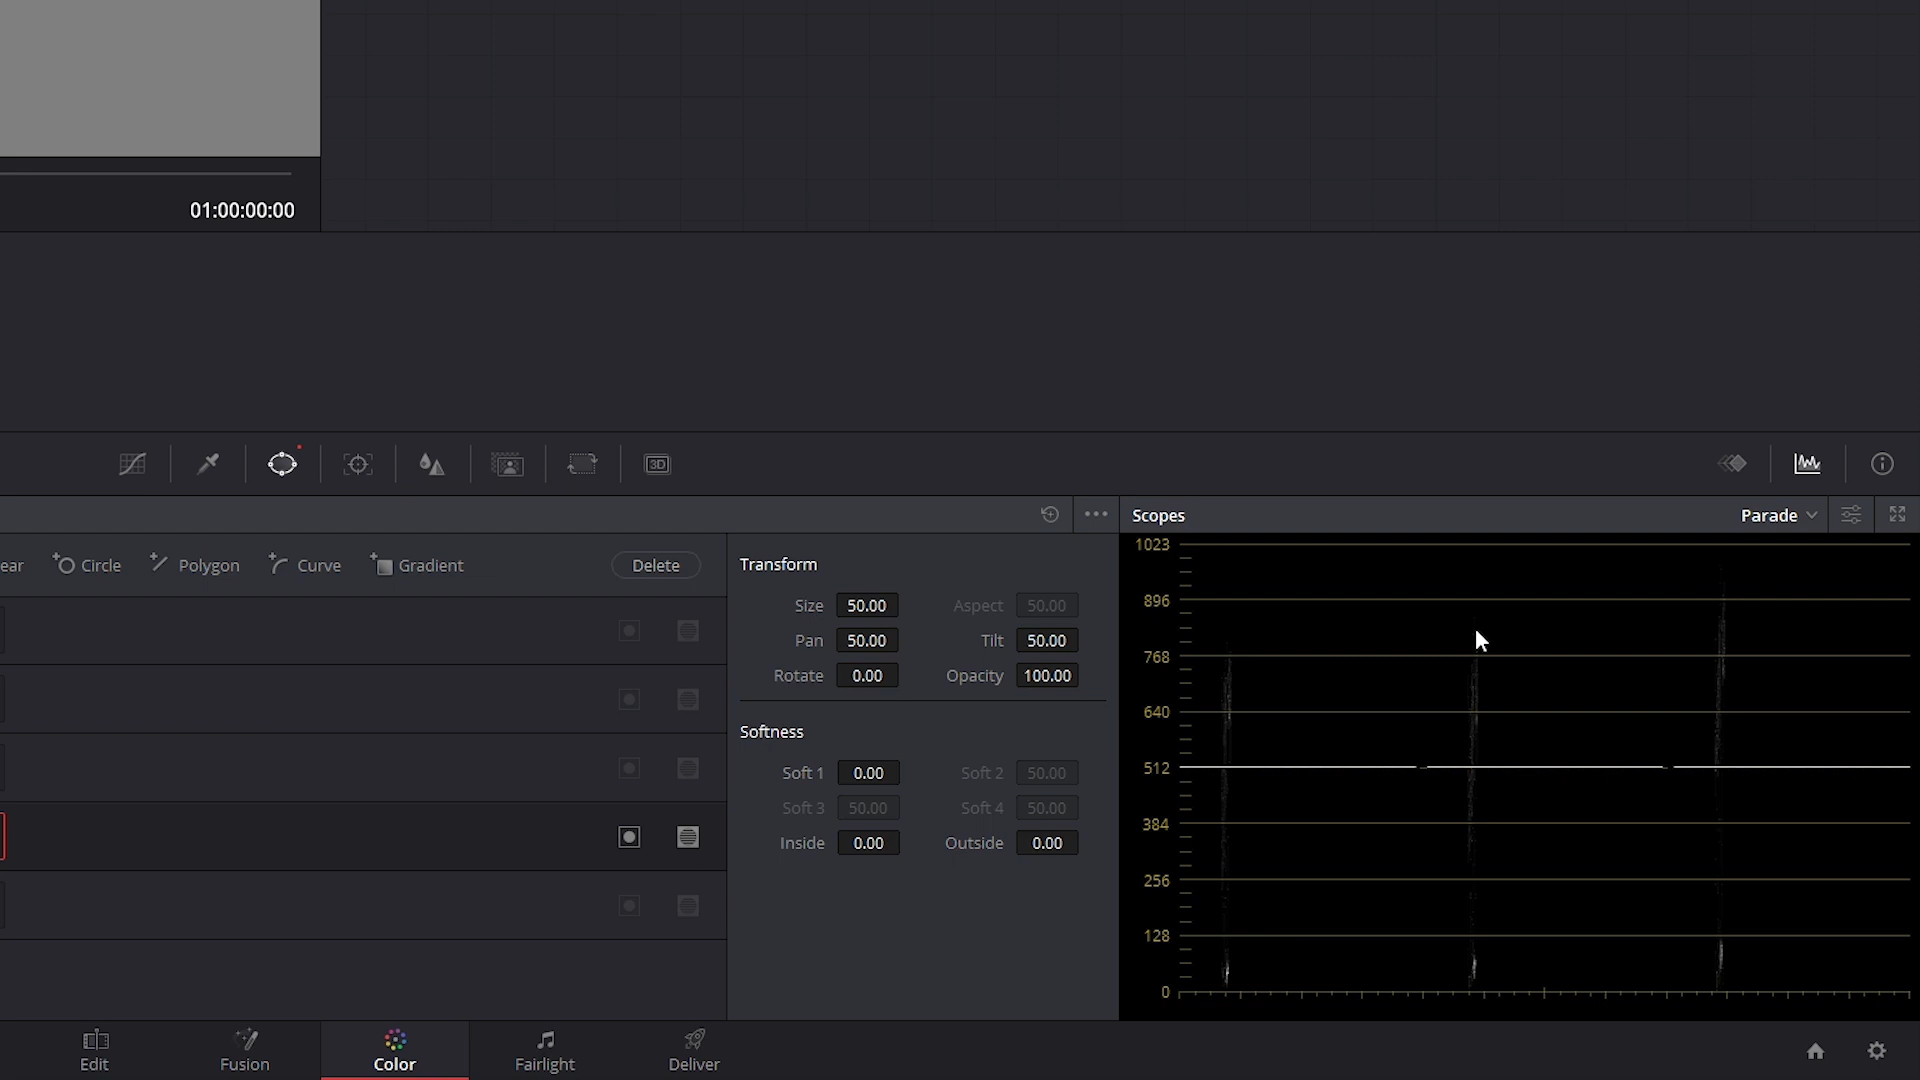 01:00:00:00
3D
Scopes
Parade
ear
Circle
Polygon
Curve
Gradient
Delete
Transform
Size 50.00 Aspect 50.00
Pan 50.00 Tilt 50.00
Rotate 0.00 Opacity 100.00
Softness
Soft 1 0.00 Soft 2 50.00
Soft 3 50.00 Soft 4 50.00
Inside 0.00 Outside 0.00
1023
896
768
640
512
384
256
128
0
Edit
Fusion
Color
Fairlight
Deliver